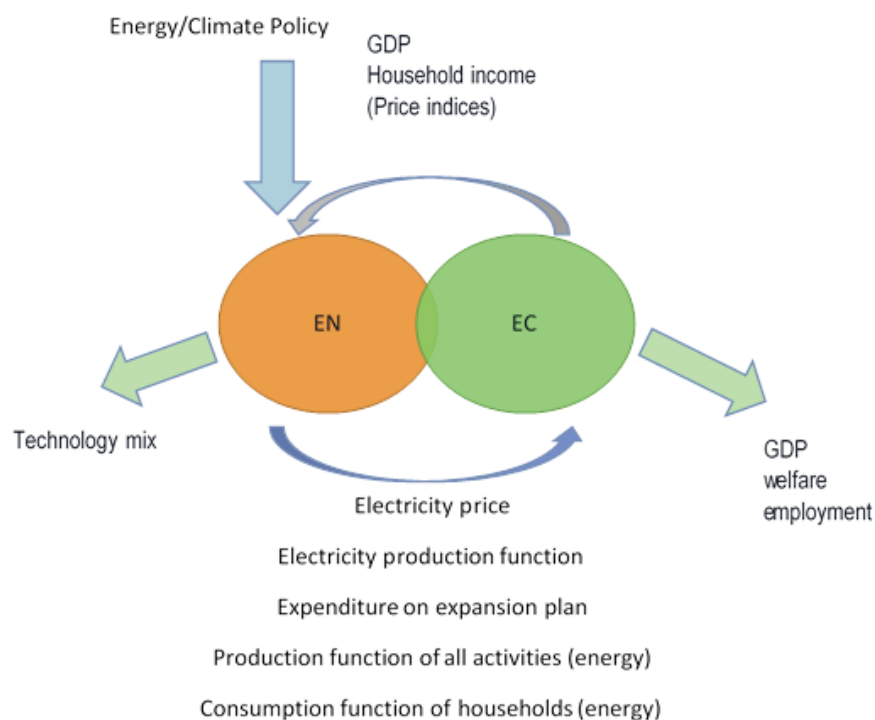 Energy/Climate Policy
GDP
Household income
(Price indices)
EN
EC
Technology mix
GDP
welfare
employment
Electricity price
Electricity production function
Expenditure on expansion plan
Production function of all activities (energy)
Consumption function of households (energy)